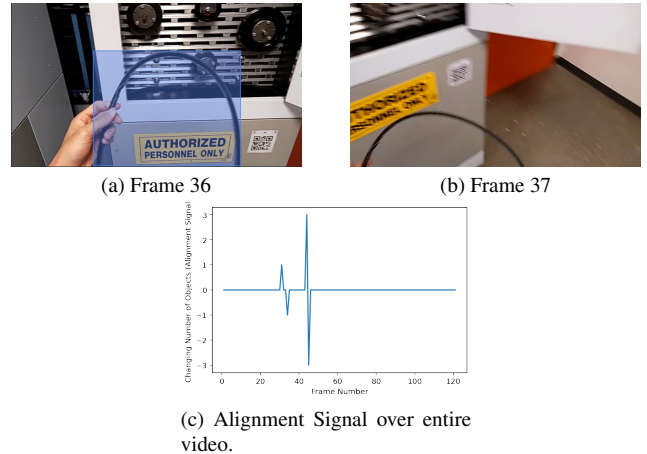 AUTHORIZED
PERSONNEL ONLY
AUTHORIZED
(a) Frame 36
(b) Frame 37
Changing Number of Objects (Alignment Signal
3
2
1
0
−1
−2
−3
0
20
40
60
80
100
120
Frame Number
(c) Alignment Signal over entire
video.